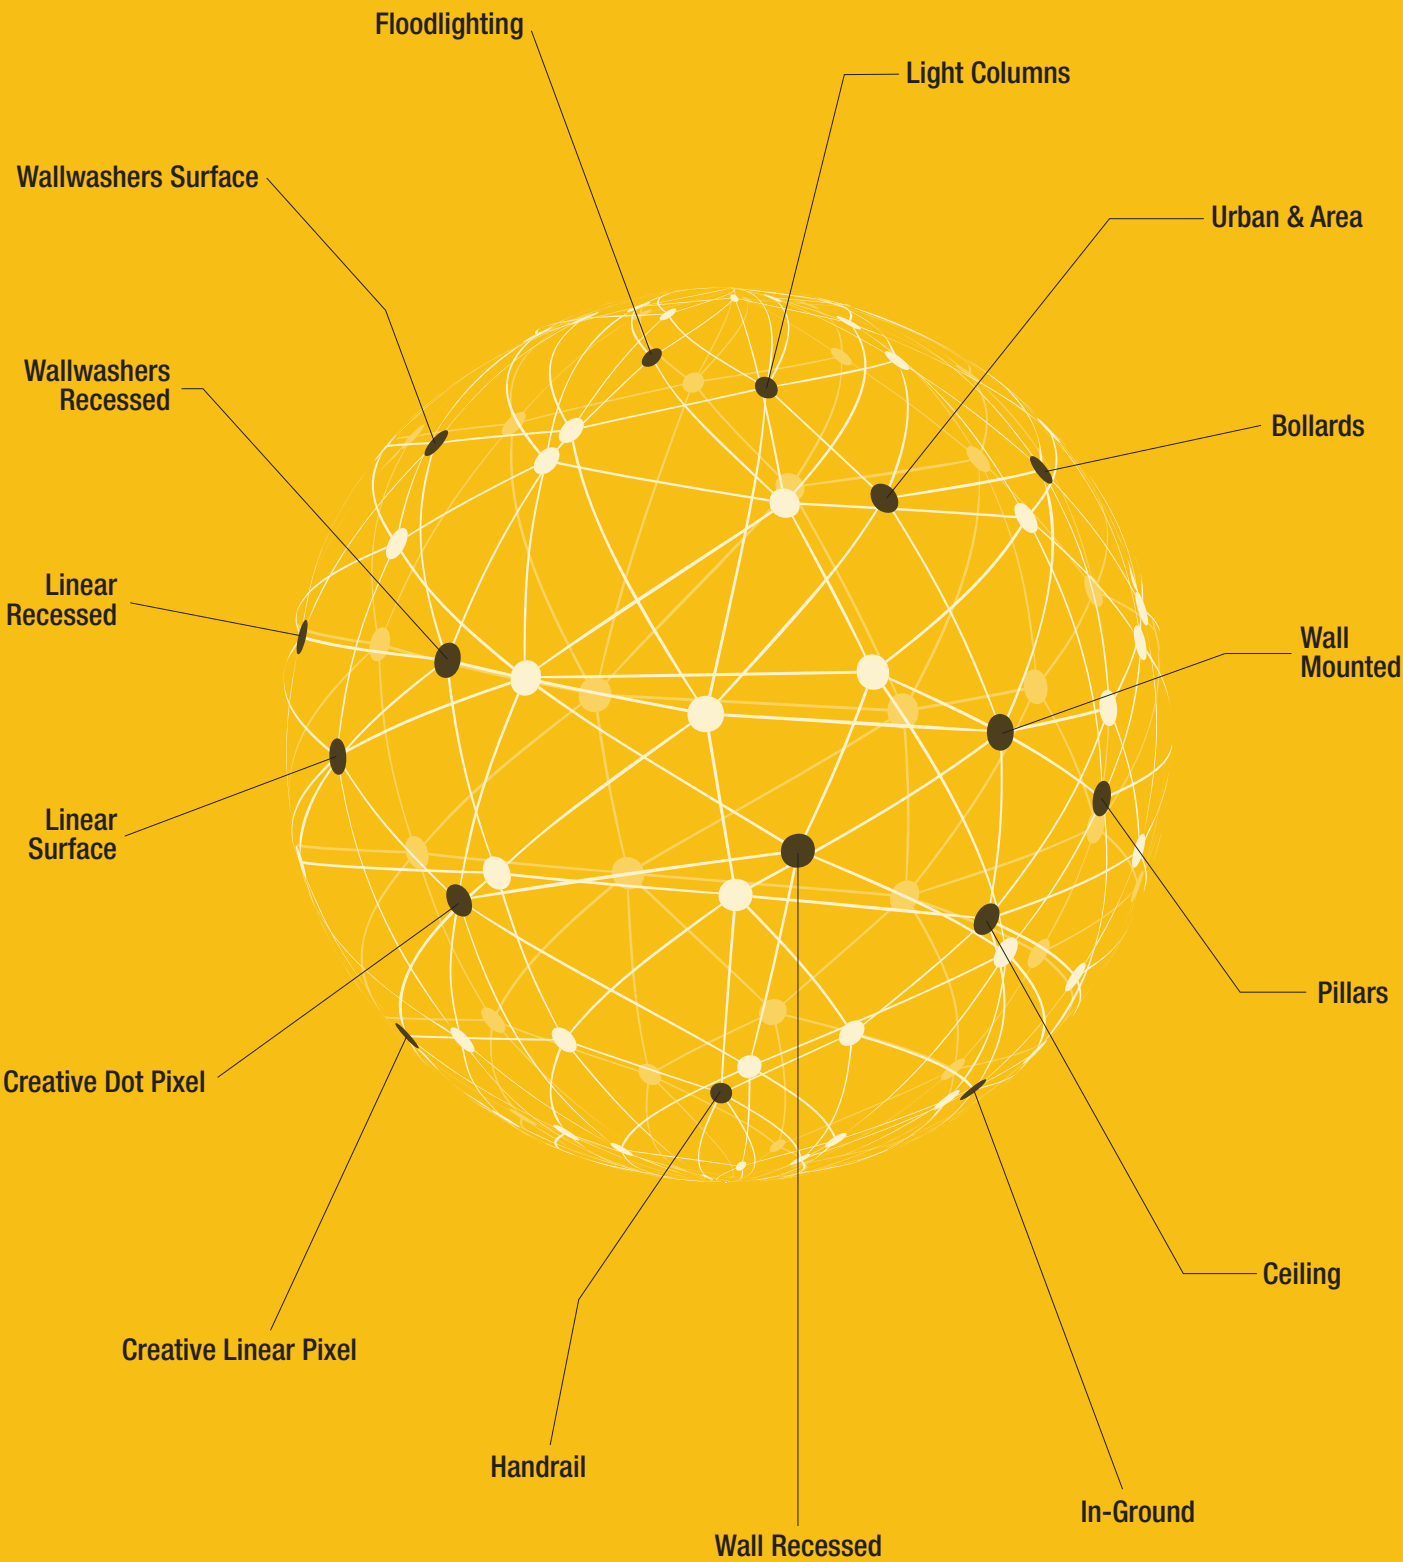 Floodlighting
Light Columns
Wallwashers Surface
Urban & Area
Wallwashers
Recessed
Bollards
Linear
Recessed
Wall
Mounted
Linear
Surface
Pillars
Creative Dot Pixel
Ceiling
Creative Linear Pixel
Handrail
In-Ground
Wall Recessed